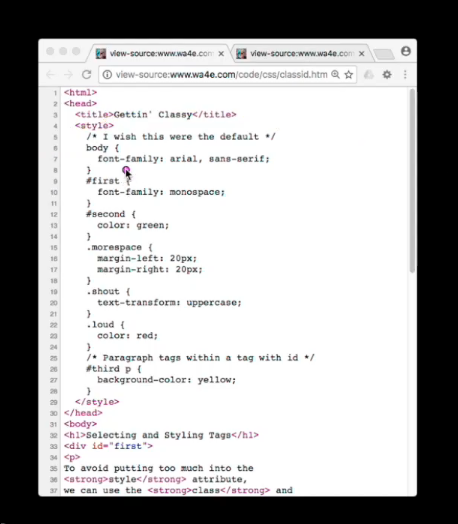 view-source:www.wa4e.com × view-source:www.wa4e.com ×
view-source:www.wa4e.com/code/css/classid.htm
1 <html>
2 <head>
3 <title>Gettin' Classy</title>
4 <style>
5 /* I wish this were the default */
6 body {
7 font-family: arial, sans-serif;
8 }
9 #first {
10 font-family: monospace;
11 }
12 #second {
13 color: green;
14 }
15 .morespace {
16 margin-left: 20px;
17 margin-right: 20px;
18 }
19 .shout {
20 text-transform: uppercase;
21 }
22 .loud {
23 color: red;
24 }
25 /* Paragraph tags within a tag with id */
26 #third p {
27 background-color: yellow;
28 }
29 </style>
30 </head>
31 <body>
32 <h1>Selecting and Styling Tags</h1>
33 <div id="first">
34 <p>
35 To avoid putting too much into the
36 <strong>style</strong> attribute,
37 we can use the <strong>class</strong> and